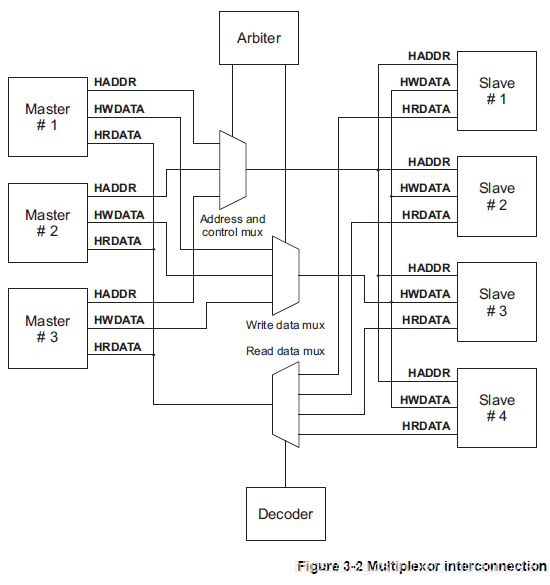 Arbiter
Master
# 1
HADDR
HWDATA
HRDATA
Master
# 2
HADDR
HWDATA
HRDATA
Master
# 3
HADDR
HWDATA
HRDATA
Address and
control mux
Write data mux
Read data mux
HADDR
HWDATA
HRDATA
Slave
# 1
HADDR
HWDATA
HRDATA
Slave
# 2
HADDR
HWDATA
HRDATA
Slave
# 3
HADDR
HWDATA
HRDATA
Slave
# 4
Decoder
Figure 3-2 Multiplexor interconnection